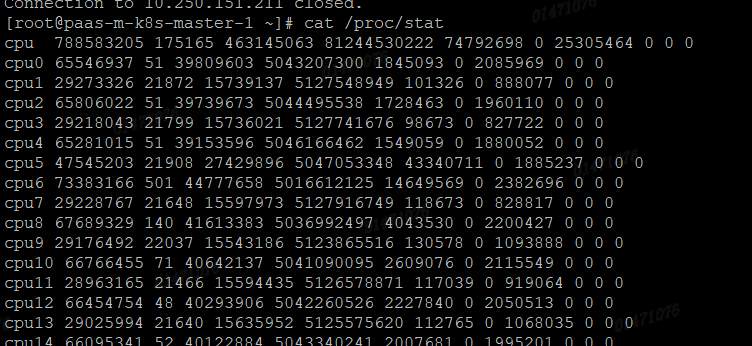 Connection to 10.250.151.211 closed.
[root@paas-m-k8s-master-1 ~]# cat /proc/stat
cpu  788583205 175165 463145063 81244530222 74792698 0 25305464 0 0 0
cpu0 65546937 51 39809603 5043207300 1845093 0 2085969 0 0 0
cpu1 29273326 21872 15739137 5127548949 101326 0 888077 0 0 0
cpu2 65806022 51 39739673 5044495538 1728463 0 1960110 0 0 0
cpu3 29218043 21799 15736021 5127741676 98673 0 827722 0 0 0
cpu4 65281015 51 39153596 5046166462 1549059 0 1880052 0 0 0
cpu5 47545203 21908 27429896 5047053348 43340711 0 1885237 0 0 0
cpu6 73383166 501 44777658 5016612125 14649569 0 2382696 0 0 0
cpu7 29228767 21648 15597973 5127916749 118673 0 828817 0 0 0
cpu8 67689329 140 41613383 5036992497 4043530 0 2200427 0 0 0
cpu9 29176492 22037 15543186 5123865516 130578 0 1093888 0 0 0
cpu10 66766455 71 40642137 5041090095 2609076 0 2115549 0 0 0
cpu11 28963165 21466 15594435 5126578871 117039 0 919064 0 0 0
cpu12 66454754 48 40293906 5042260526 2227840 0 2050513 0 0 0
cpu13 29025994 21640 15635952 5125575620 112765 0 1068035 0 0 0
cpu14 66095341 52 40122884 5043340241 2007681 0 1995201 0 0 0
01471076